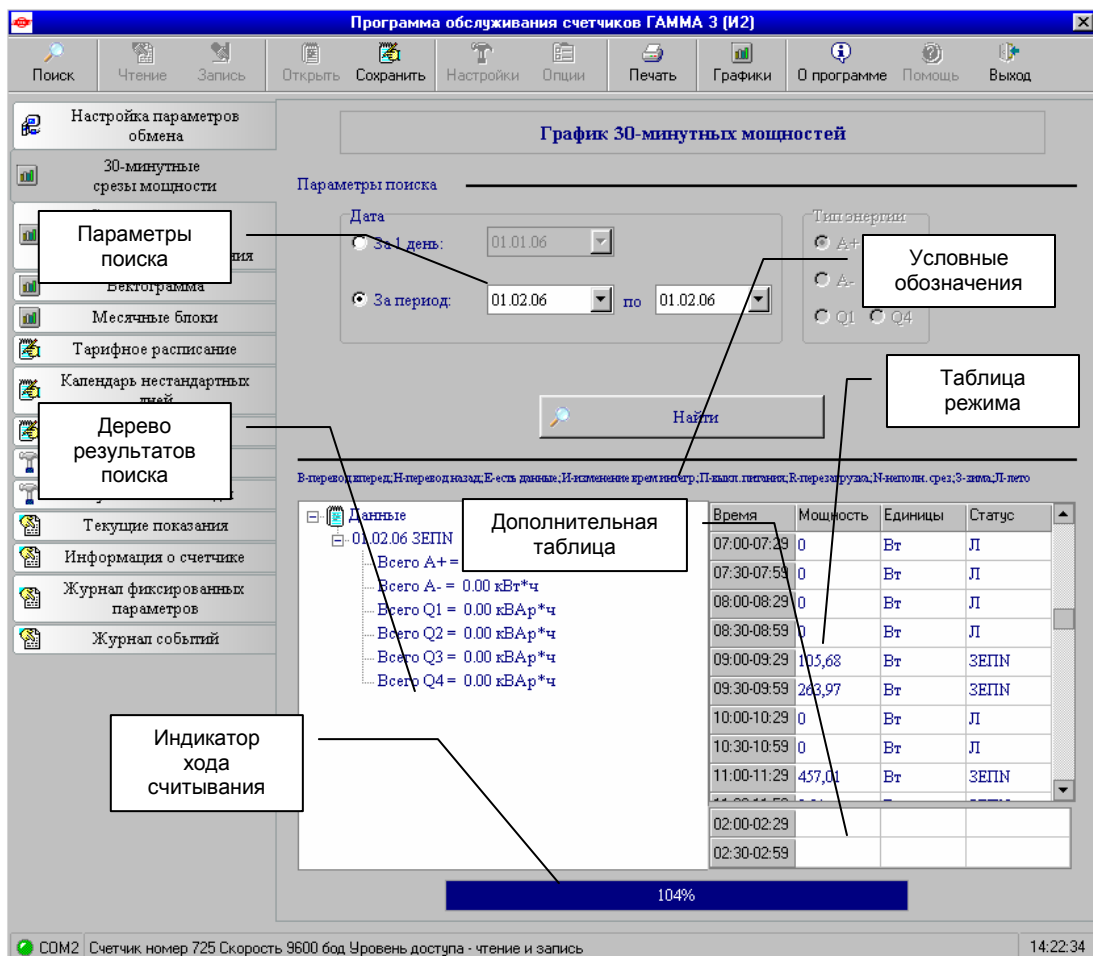 Программа обслуживания счетчиков ГАММА 3 (И2)
Поиск Чтение Запись Открыть Сохранить Настройки Опции Печать Графики О программе Помощь Выход
Настройка параметров
обмена
30-минутные
срезы мощности
Вектограмма
Месячные блоки
Тарифное расписание
Календарь нестандартных
дней
Текущие показания
Информация о счетчике
Журнал фиксированных
параметров
Журнал событий
График 30-минутных мощностей
Параметры поиска
Дата
За 1 день: 01.01.06
За период: 01.02.06 по 01.02.06
Тип энергии
A+
A-
Q1 Q4
Найти
В-перевод вперед;Н-перевод назад;Е-есть данные;И-изменение врем интегр;П-выкл. питания;R-перезагрузка;N-неполн. срез;З-зима;Л-лето
Данные
01.02.06 ЗЕПN
Всего A+ =
Всего A- = 0.00 кВт*ч
Всего Q1 = 0.00 кВАр*ч
Всего Q2 = 0.00 кВАр*ч
Всего Q3 = 0.00 кВАр*ч
Всего Q4 = 0.00 кВАр*ч
Время Мощность Единицы Статус
07:00-07:29 0 Вт Л
07:30-07:59 0 Вт Л
08:00-08:29 0 Вт Л
08:30-08:59 0 Вт Л
09:00-09:29 105,68 Вт ЗЕПN
09:30-09:59 263,97 Вт ЗЕПN
10:00-10:29 0 Вт Л
10:30-10:59 0 Вт Л
11:00-11:29 457,01 Вт ЗЕПN
02:00-02:29
02:30-02:59
104%
Параметры
поиска
Условные
обозначения
Таблица
режима
Дерево
результатов
поиска
Дополнительная
таблица
Индикатор
хода
считывания
COM2 Счетчик номер 725 Скорость 9600 бод Уровень доступа - чтение и запись 14:22:34